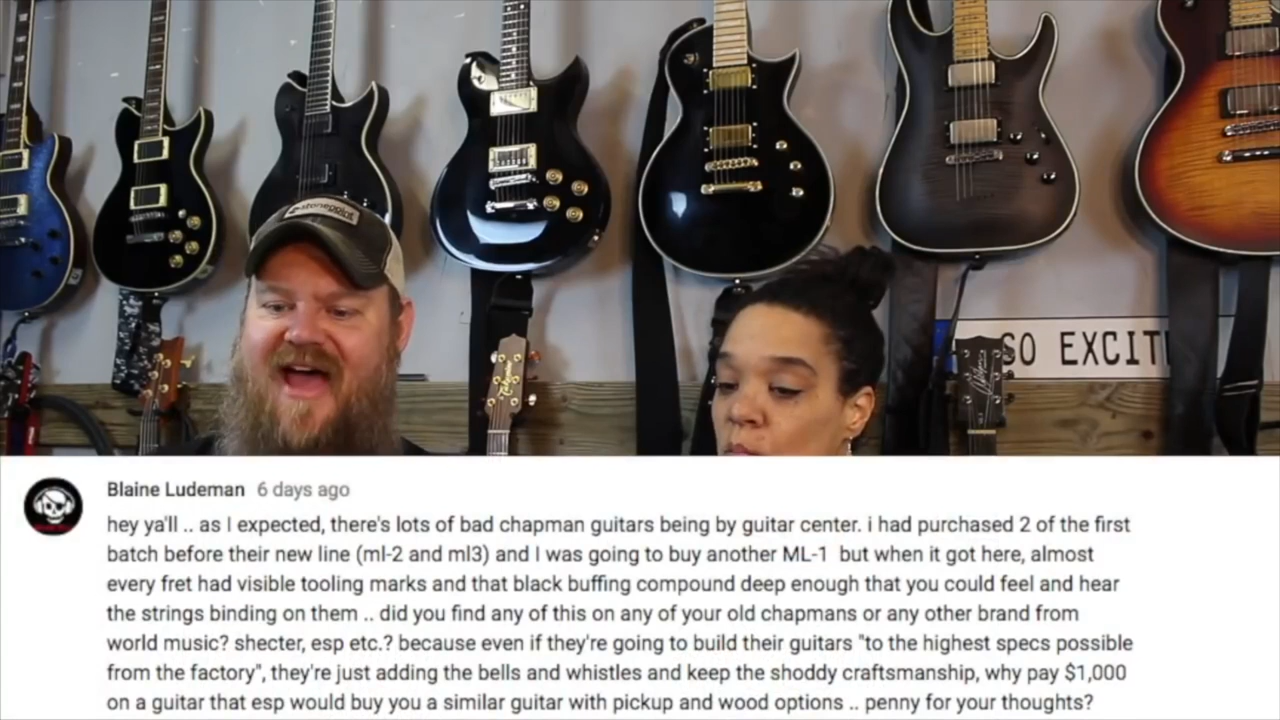 stonepoint
SO EXCIT
Takamine
Blaine Ludeman 6 days ago
hey ya'll .. as I expected, there's lots of bad chapman guitars being by guitar center. i had purchased 2 of the first
batch before their new line (ml-2 and ml3) and I was going to buy another ML-1 but when it got here, almost
every fret had visible tooling marks and that black buffing compound deep enough that you could feel and hear
the strings binding on them .. did you find any of this on any of your old chapmans or any other brand from
world music? shecter, esp etc.? because even if they're going to build their guitars "to the highest specs possible
from the factory", they're just adding the bells and whistles and keep the shoddy craftsmanship, why pay $1,000
on a guitar that esp would buy you a similar guitar with pickup and wood options .. penny for your thoughts?